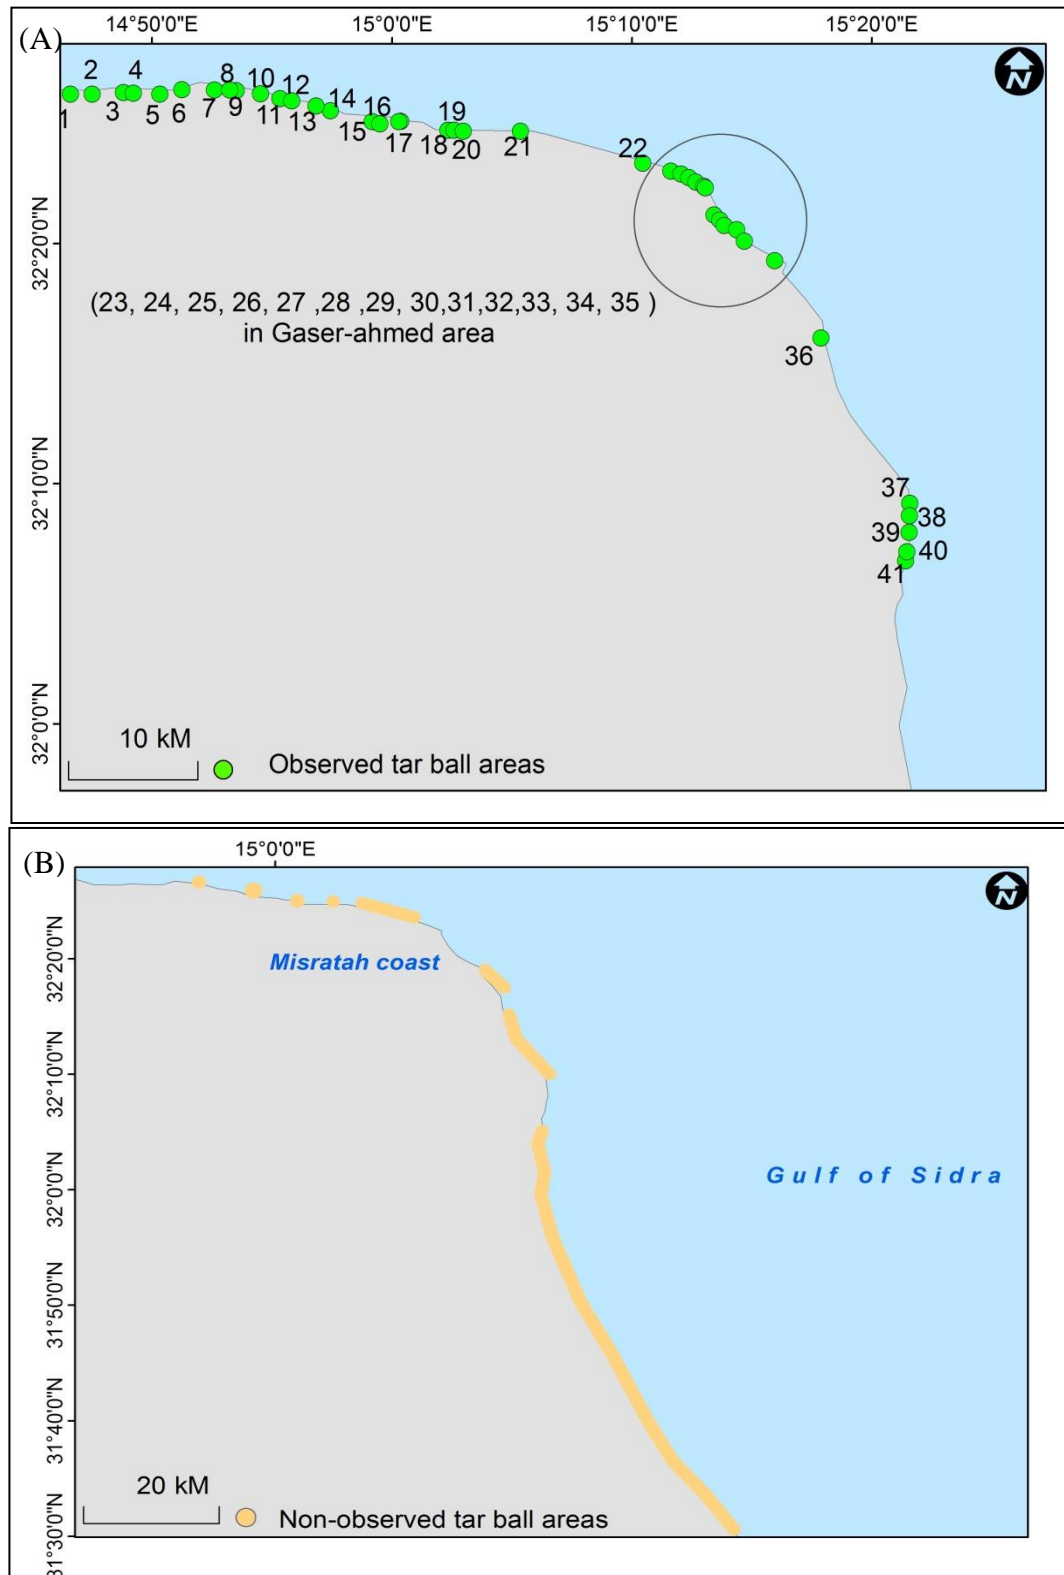 (A)
14°50'0"E 15°0'0"E 15°10'0"E 15°20'0"E
N
2 4 8 10 12 14 16 19
1 3 5 6 7 9 11 13 15 17 18 20 21 22
32°20'0"N
(23, 24, 25, 26, 27 ,28 ,29, 30,31,32,33, 34, 35 )
in Gaser-ahmed area
36
32°10'0"N
37
38
39
40
41
32°0'0"N
10 kM
Observed tar ball areas
(B)
15°0'0"E
N
32°20'0"N
Misratah coast
32°10'0"N
Gulf of Sidra
32°0'0"N
31°50'0"N
31°40'0"N
20 kM
Non-observed tar ball areas
31°30'0"N